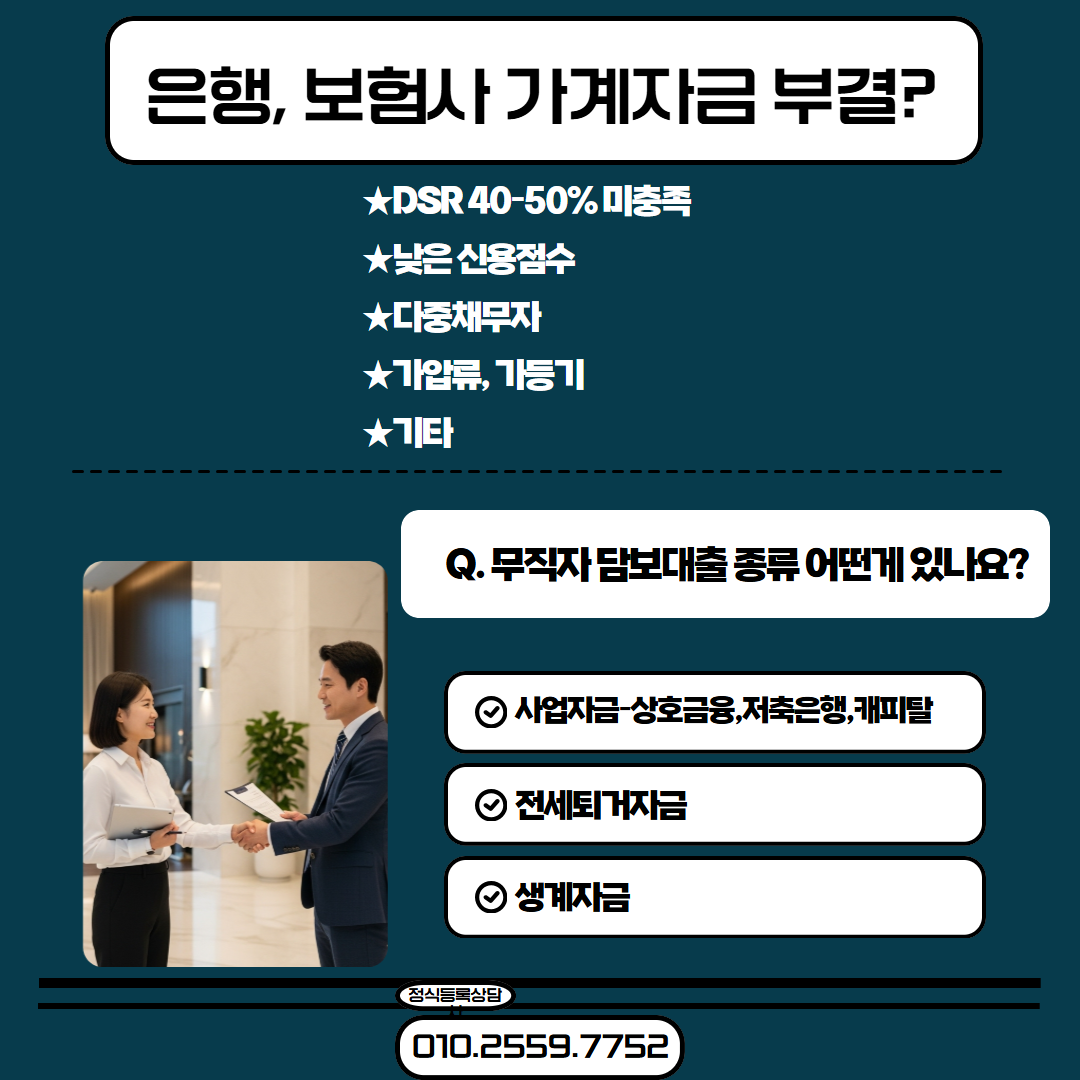 은행, 보험사 가계자금 부결?
★DSR 40-50% 미충족
★낮은 신용점수
★다중채무자
★가압류, 가등기
★기타
Q. 무직자 담보대출 종류 어떤게 있나요?
사업자금-상호금융,저축은행,캐피탈
전세퇴거자금
생계자금
정식등록상담
010.2559.7752